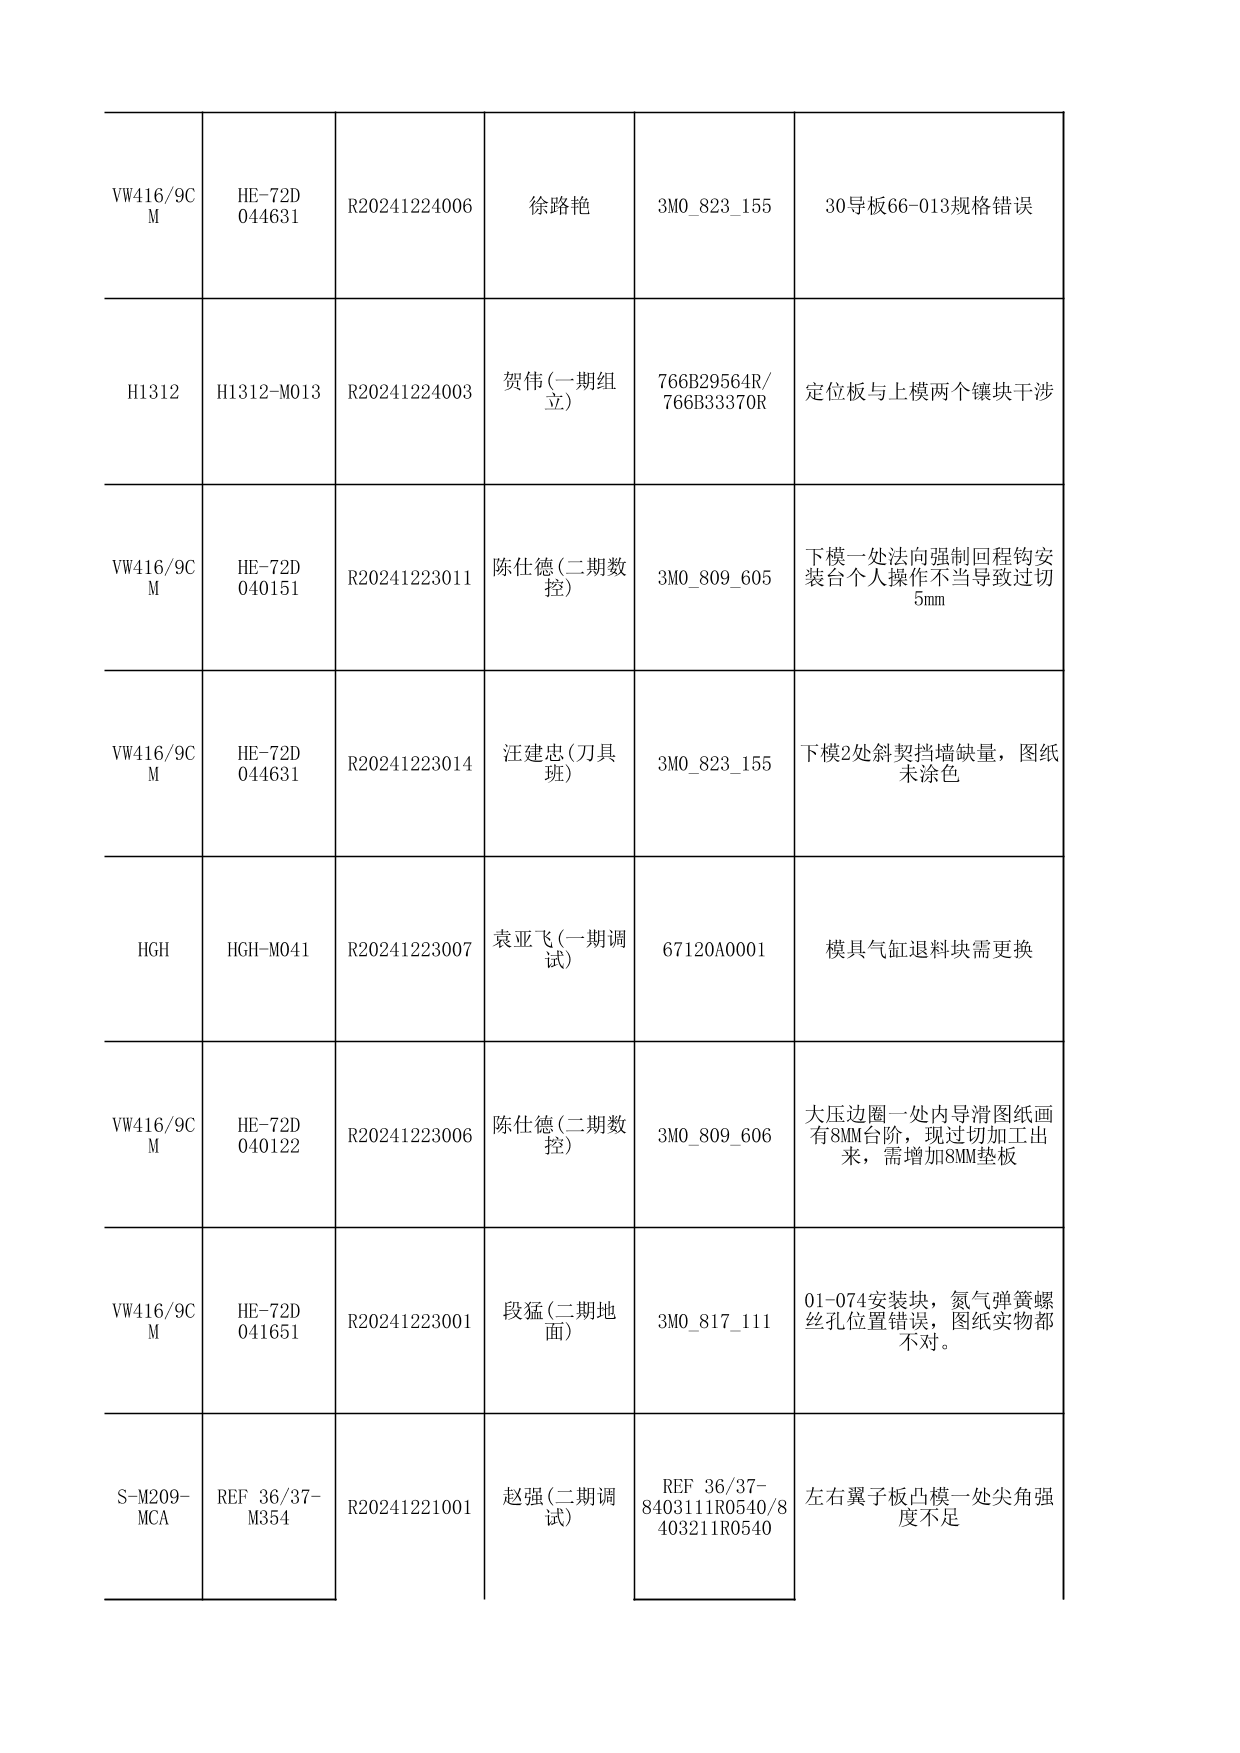 VW416/9C
M
HE-72D
044631
R20241224006
徐路艳
3M0_823_155
30导板66-013规格错误
H1312
H1312-M013
R20241224003
贺伟(一期组
立)
766B29564R/
766B33370R
定位板与上模两个镶块干涉
VW416/9C
M
HE-72D
040151
R20241223011
陈仕德(二期数
控)
3M0_809_605
下模一处法向强制回程钩安
装台个人操作不当导致过切
5mm
VW416/9C
M
HE-72D
044631
R20241223014
汪建忠(刀具
班)
3M0_823_155
下模2处斜契挡墙缺量，图纸
未涂色
HGH
HGH-M041
R20241223007
袁亚飞(一期调
试)
67120A0001
模具气缸退料块需更换
VW416/9C
M
HE-72D
040122
R20241223006
陈仕德(二期数
控)
3M0_809_606
大压边圈一处内导滑图纸画
有8MM台阶，现过切加工出
来，需增加8MM垫板
VW416/9C
M
HE-72D
041651
R20241223001
段猛(二期地
面)
3M0_817_111
01-074安装块，氮气弹簧螺
丝孔位置错误，图纸实物都
不对。
S-M209-
MCA
REF 36/37-
M354
R20241221001
赵强(二期调
试)
REF 36/37-
8403111R0540/8
403211R0540
左右翼子板凸模一处尖角强
度不足